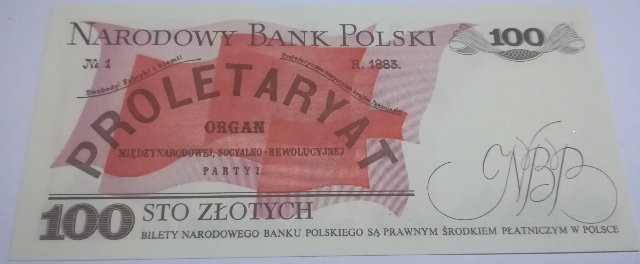 NARODOWY BANK POLSKI
100
№ 1
R. 1883.
PROLETARYAT
ORGAN
MIĘDZYNARODOWEJ, SOCYALNO-REWOLUCYJNEJ
PARTYI.
NBP
100 STO ZŁOTYCH
BILETY NARODOWEGO BANKU POLSKIEGO SĄ PRAWNYM ŚRODKIEM PŁATNICZYM W POLSCE